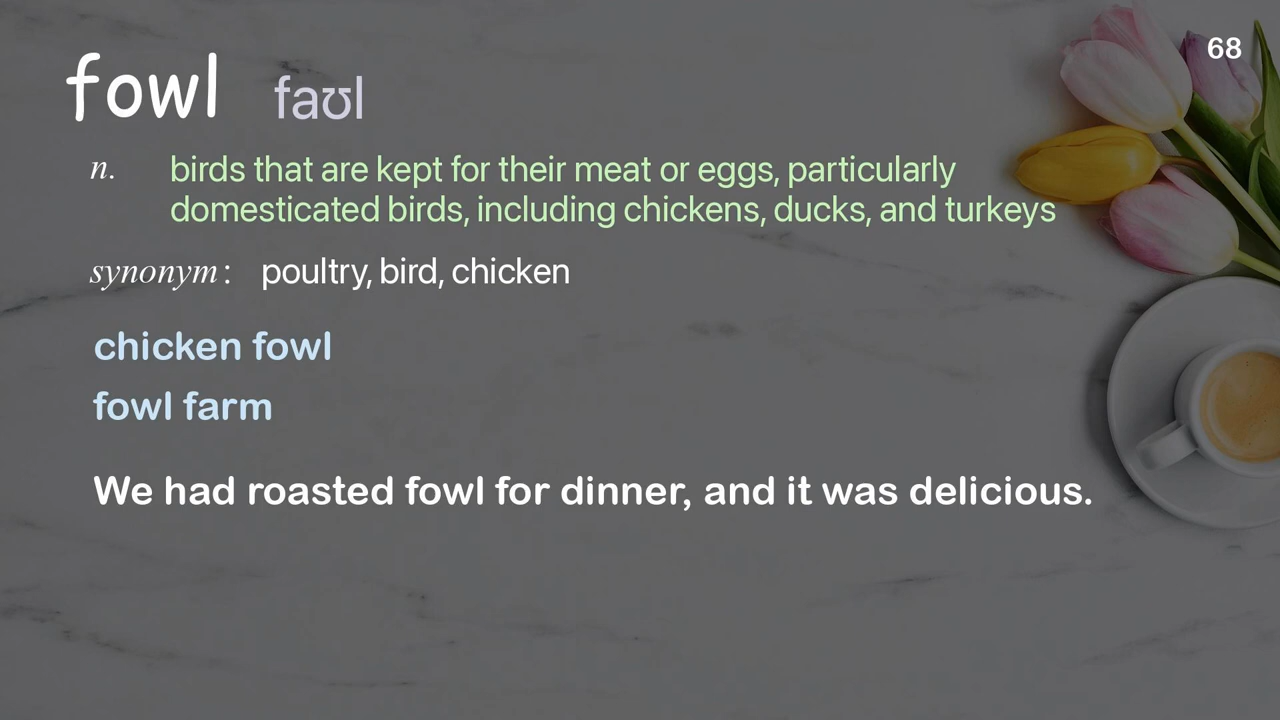 68
fowl faʊl
n. birds that are kept for their meat or eggs, particularly
domesticated birds, including chickens, ducks, and turkeys
synonym: poultry, bird, chicken
chicken fowl
fowl farm
We had roasted fowl for dinner, and it was delicious.